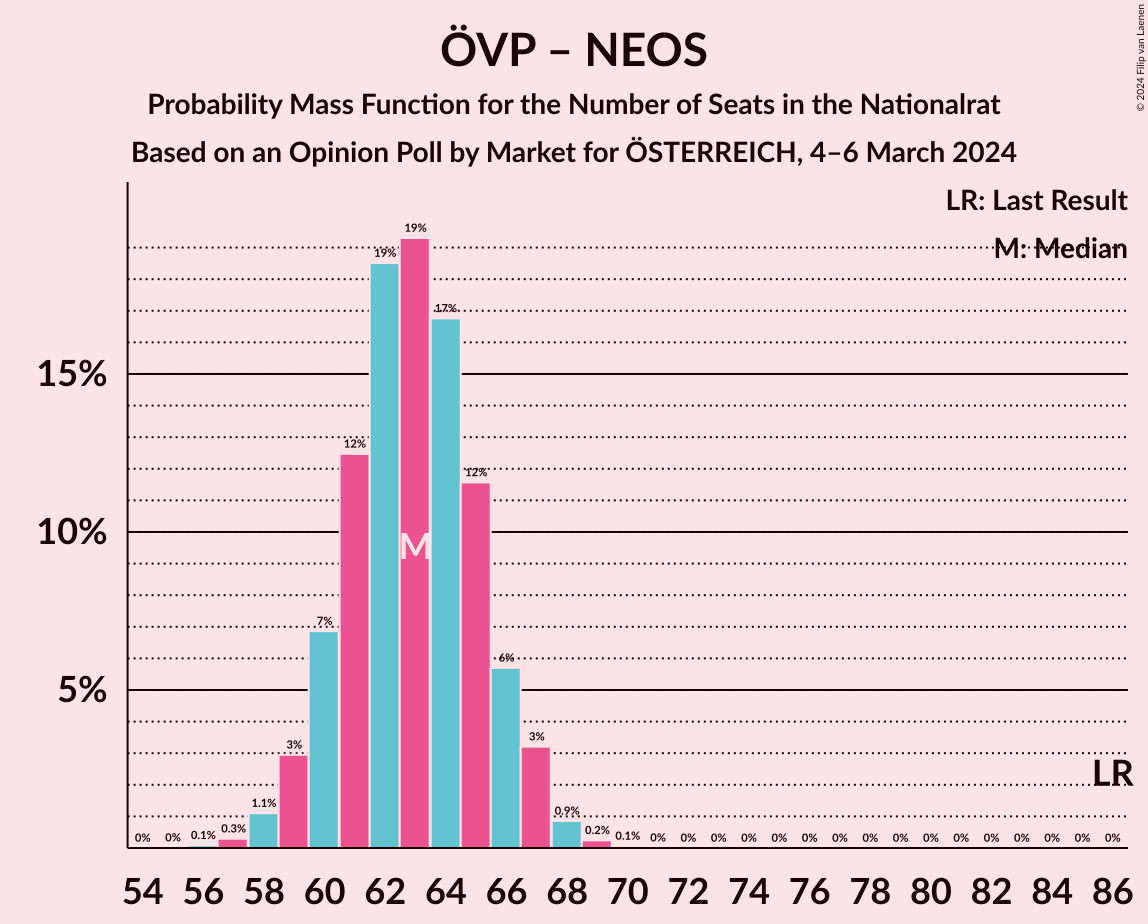 ÖVP – NEOS
Probability Mass Function for the Number of Seats in the Nationalrat
Based on an Opinion Poll by Market for ÖSTERREICH, 4–6 March 2024
© 2024 Filip van Laenen
LR: Last Result
M: Median
15%
10%
5%
0% 0% 0.1% 0.3% 1.1% 3% 7% 12% 19% 19% 17% 12% 6% 3% 0.9% 0.2% 0.1% 0% 0% 0% 0% 0% 0% 0% 0% 0% 0% 0% 0% 0% 0% 0% 0%
M
LR
54 56 58 60 62 64 66 68 70 72 74 76 78 80 82 84 86